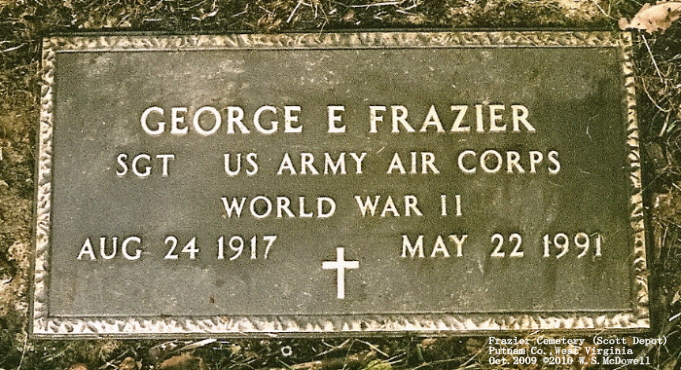 GEORGE E FRAZIER
SGT US ARMY AIR CORPS
WORLD WAR II
AUG 24 1917 MAY 22 1991
Frazier Cemetery (Scott Depot)
Putnam Co., West Virginia
Oct. 2009 ©2010 W.S.McDowell